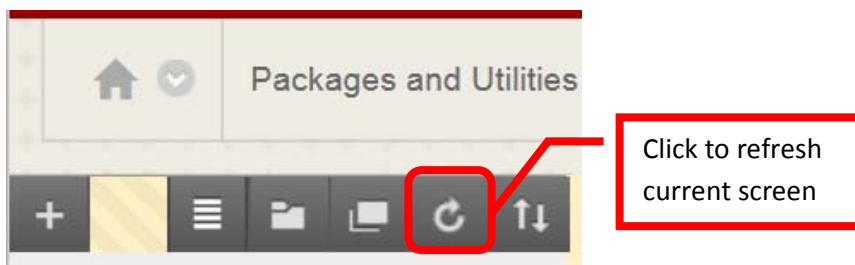 Packages and Utilities
Click to refresh
current screen